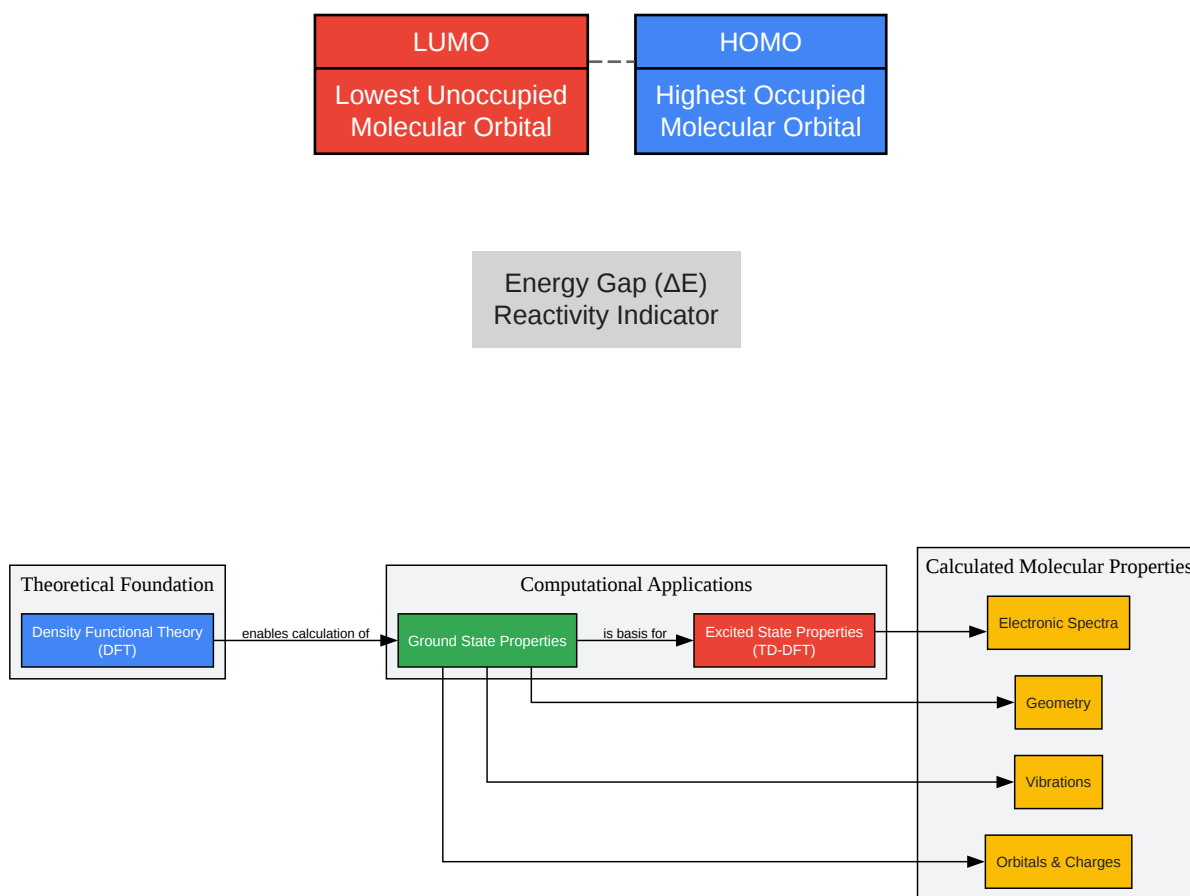 LUMO
Lowest Unoccupied
Molecular Orbital
HOMO
Highest Occupied
Molecular Orbital
Energy Gap (ΔE)
Reactivity Indicator
Theoretical Foundation
Density Functional Theory
(DFT)
enables calculation of
Computational Applications
Ground State Properties
is basis for
Excited State Properties
(TD-DFT)
Calculated Molecular Properties
Electronic Spectra
Geometry
Vibrations
Orbitals & Charges